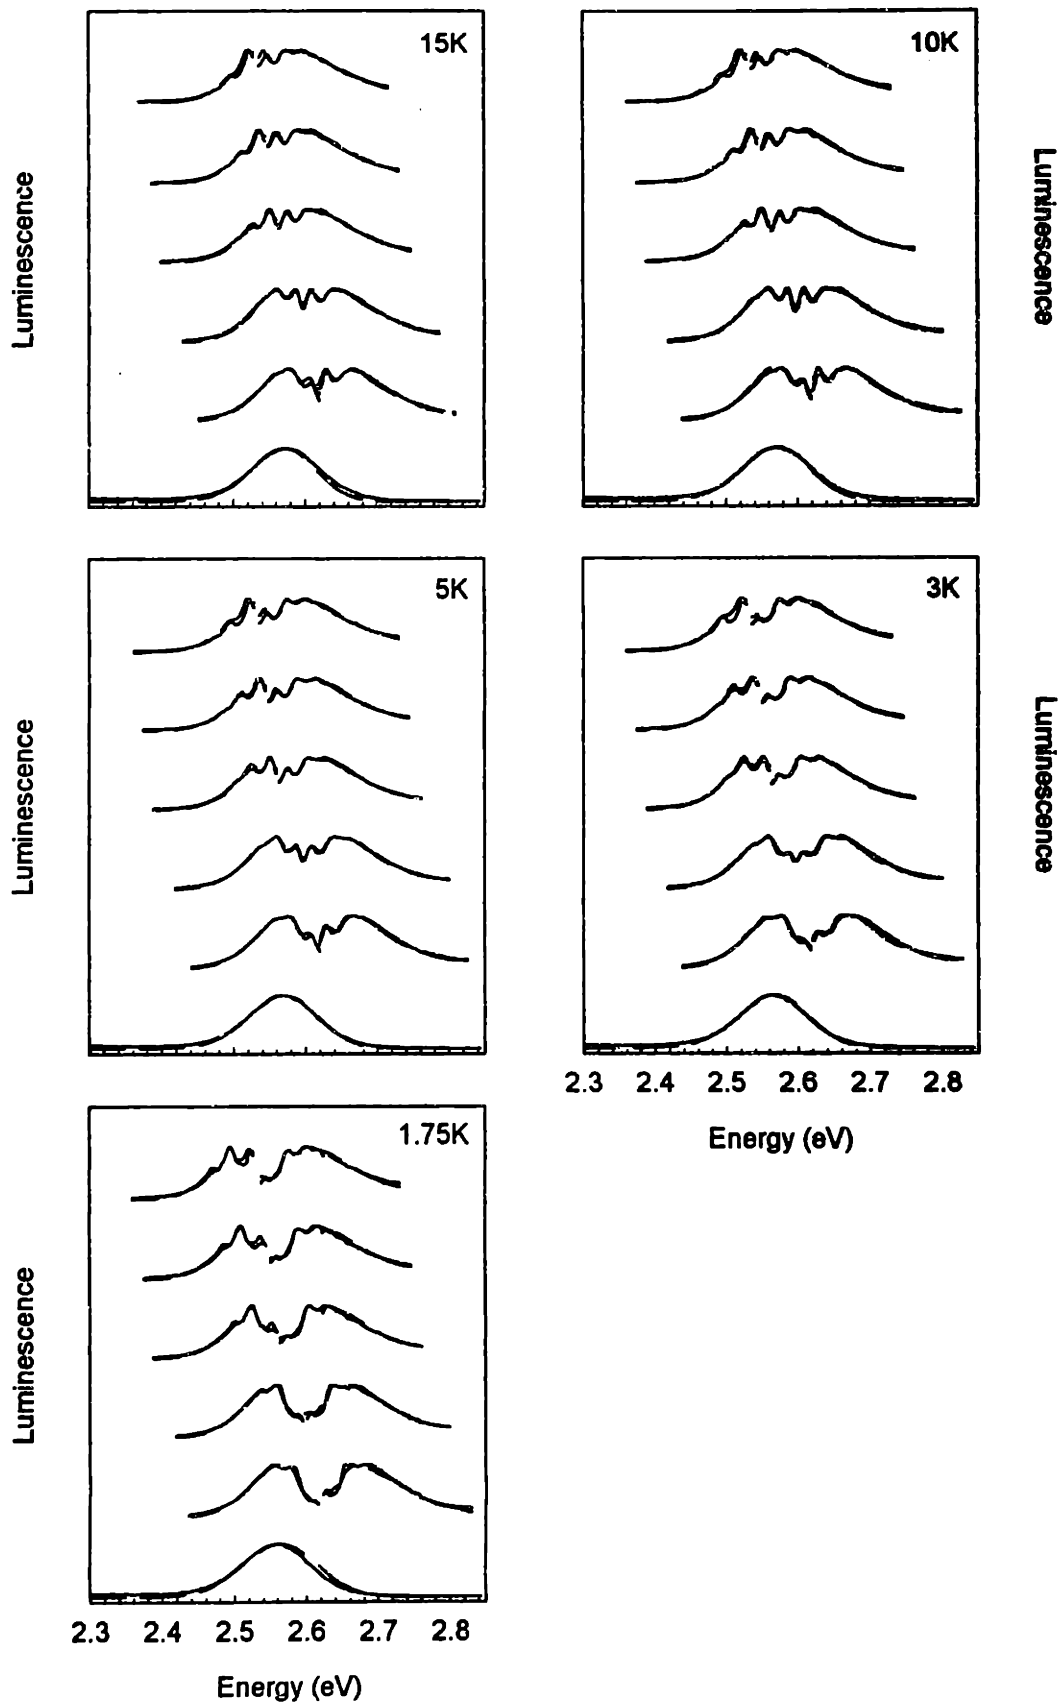 15K
10K
Luminescence
Luminescence
5K
3K
Luminescence
Luminescence
2.3 2.4 2.5 2.6 2.7 2.8
Energy (eV)
1.75K
Luminescence
2.3 2.4 2.5 2.6 2.7 2.8
Energy (eV)